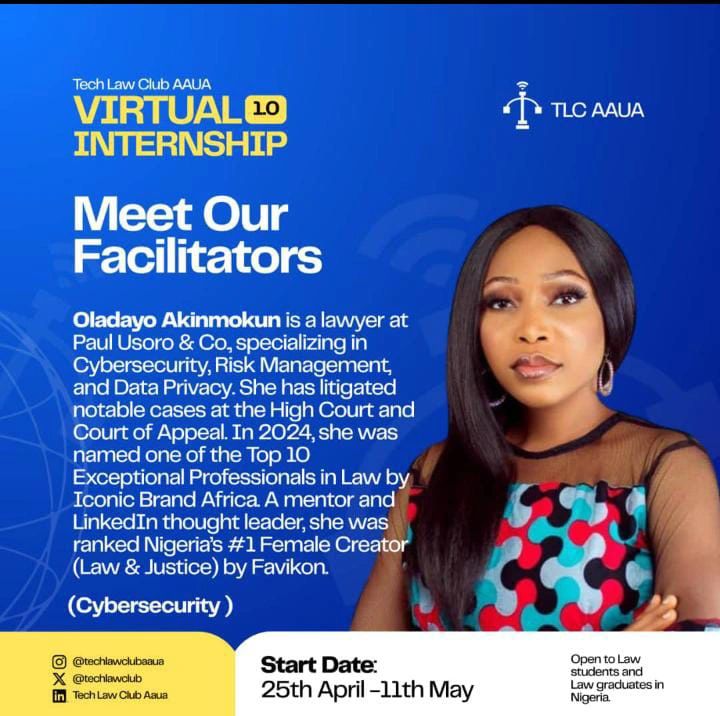 Tech Law Club AAUA
VIRTUAL 1.0
INTERNSHIP
TLC AAUA
Meet Our
Facilitators
Oladayo Akinmokun is a lawyer at
Paul Usoro & Co., specializing in
Cybersecurity, Risk Management,
and Data Privacy. She has litigated
notable cases at the High Court and
Court of Appeal. In 2024, she was
named one of the Top 10
Exceptional Professionals in Law by
Iconic Brand Africa. A mentor and
LinkedIn thought leader, she was
ranked Nigeria's #1 Female Creator
(Law & Justice) by Favikon.
(Cybersecurity )
@techlawclubaaua
@techlawclub
Tech Law Club Aaua
Start Date:
25th April -11th May
Open to Law
students and
Law graduates in
Nigeria.